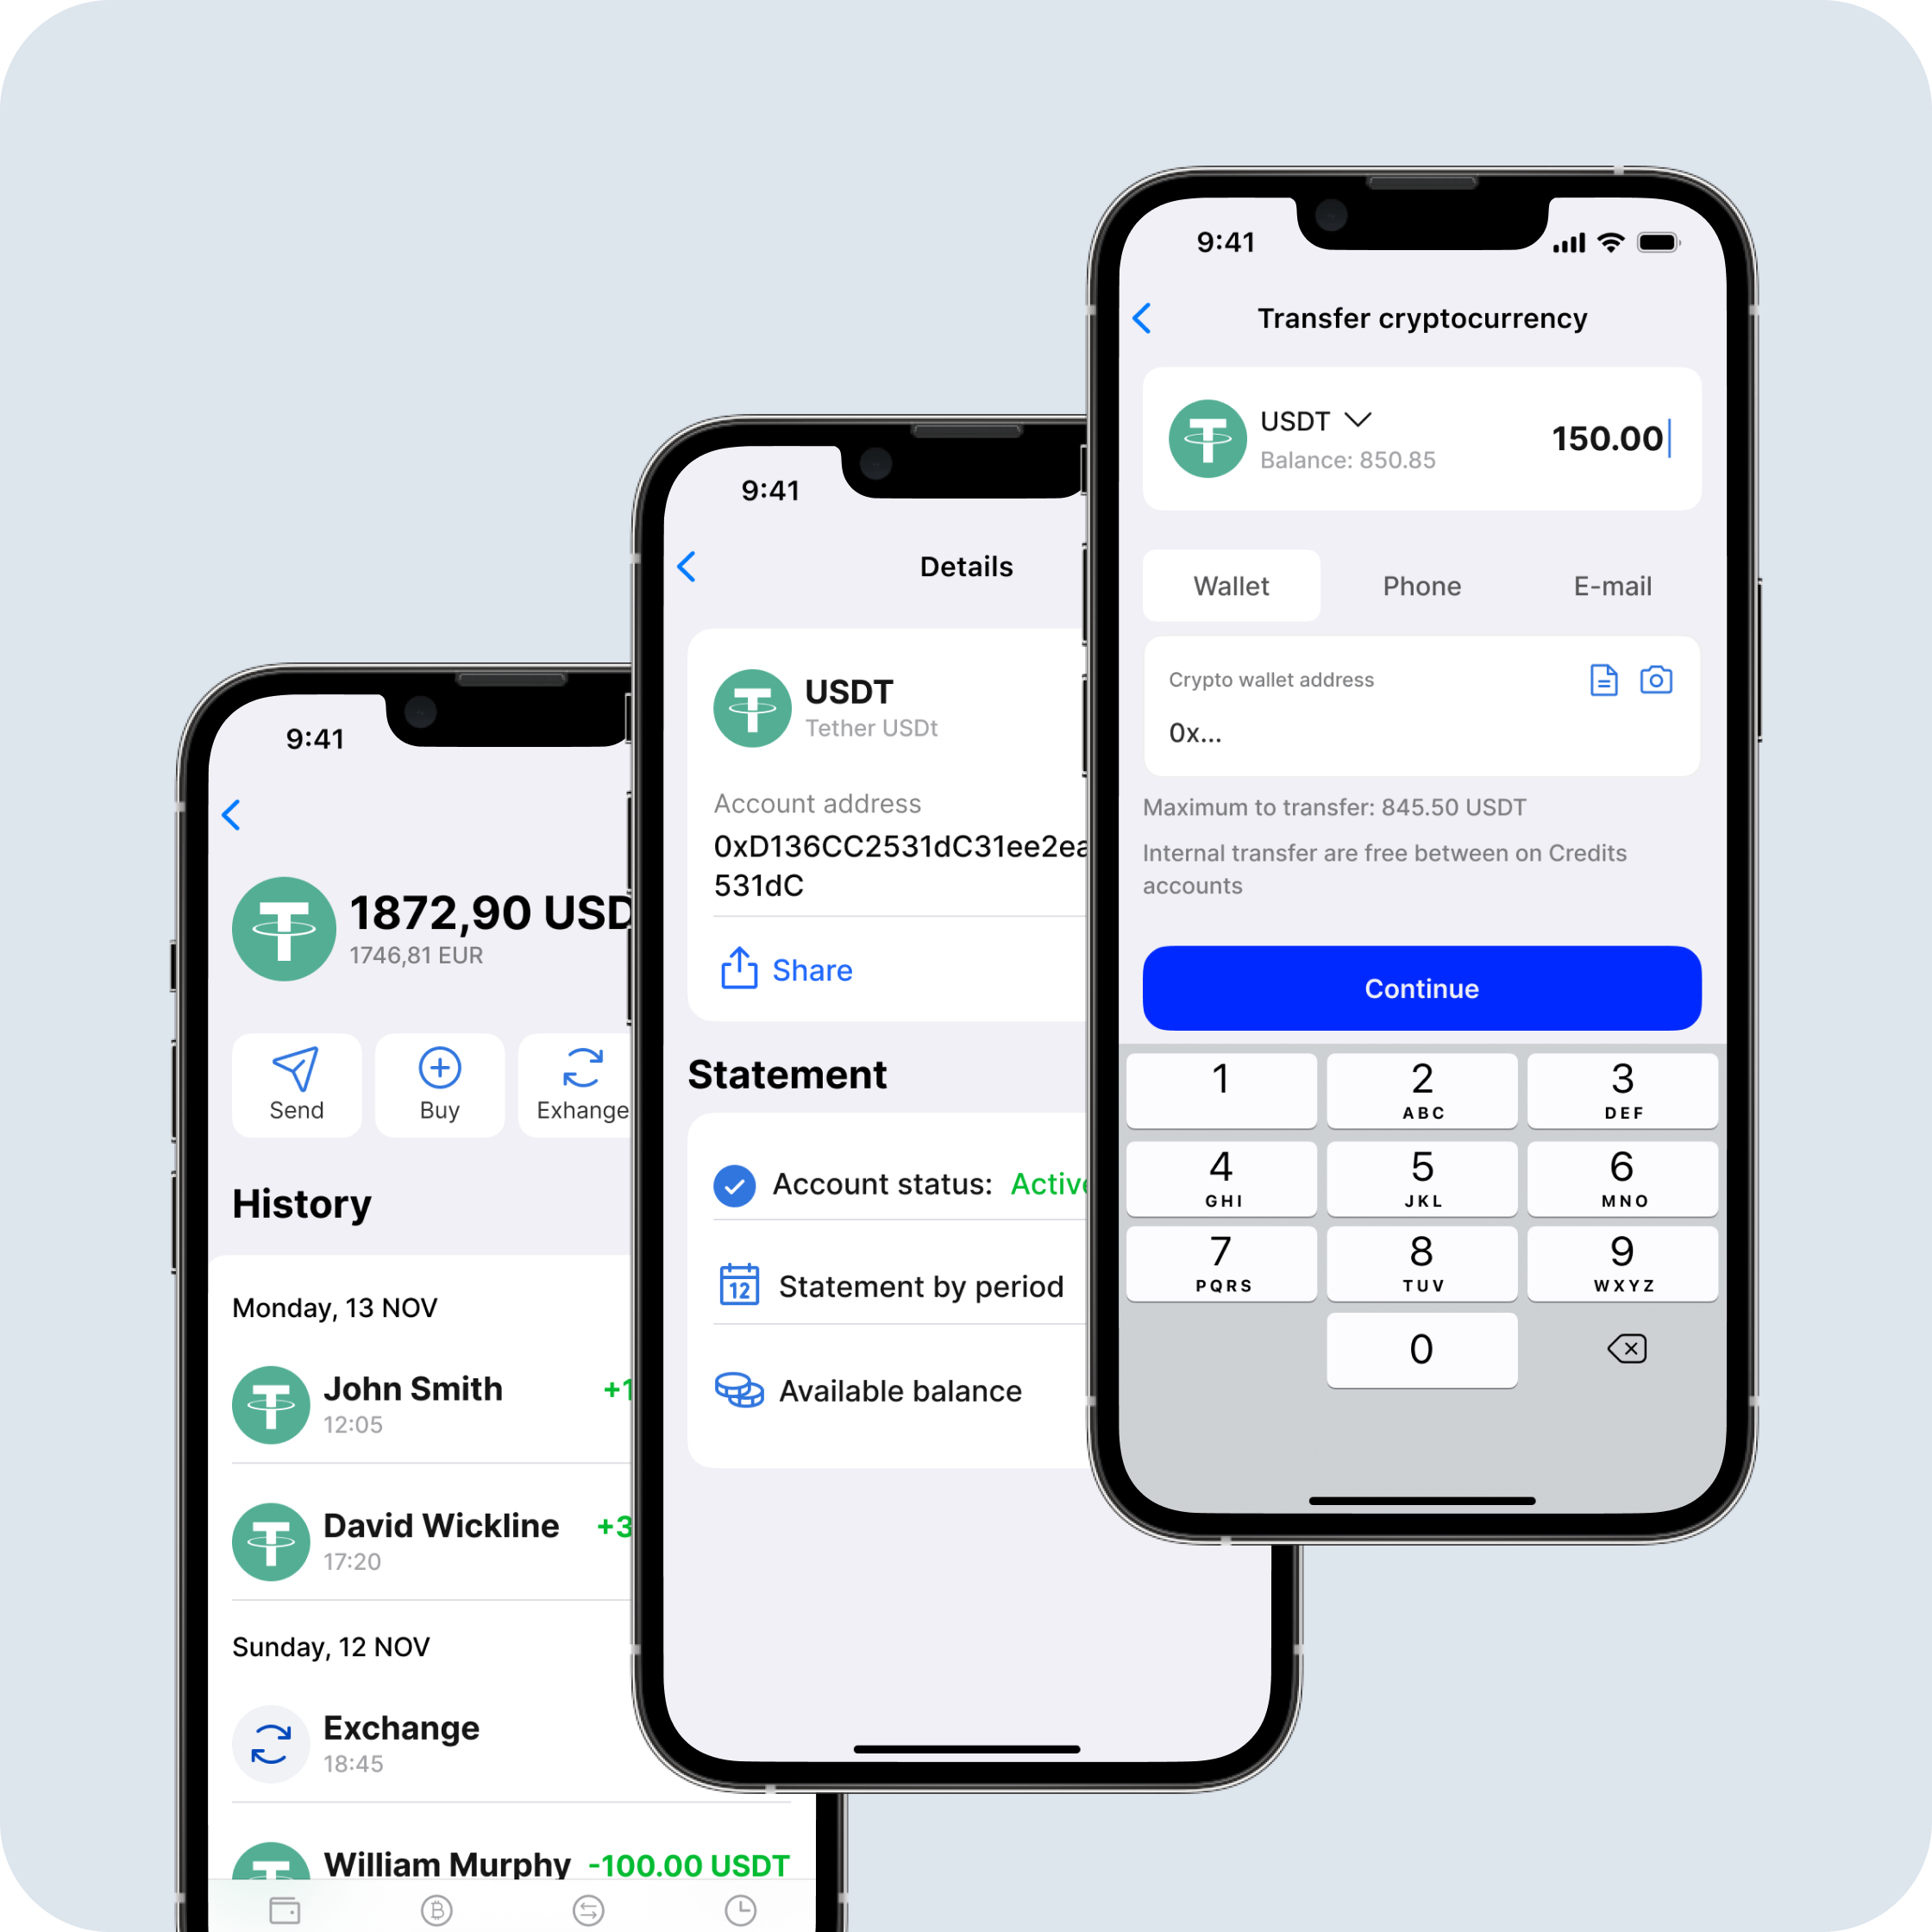 9:41
1872,90 USD
1746,81 EUR
Send
Buy
Exhange
History
Monday, 13 NOV
John Smith
12:05
David Wickline
17:20
Sunday, 12 NOV
Exchange
18:45
William Murphy -100.00 USDT
9:41
Details
USDT
Tether USDt
Account address
0xD136CC2531dC31ee2ea
531dC
Share
Statement
Account status: Active
12 Statement by period
Available balance
9:41
Transfer cryptocurrency
USDT
Balance: 850.85
150.00
Wallet
Phone
E-mail
Crypto wallet address
0x...
Maximum to transfer: 845.50 USDT
Internal transfer are free between on Credits
accounts
Continue
1
2
ABC
3
DEF
4
GHI
5
JKL
6
MNO
7
PQRS
8
TUV
9
WXYZ
0